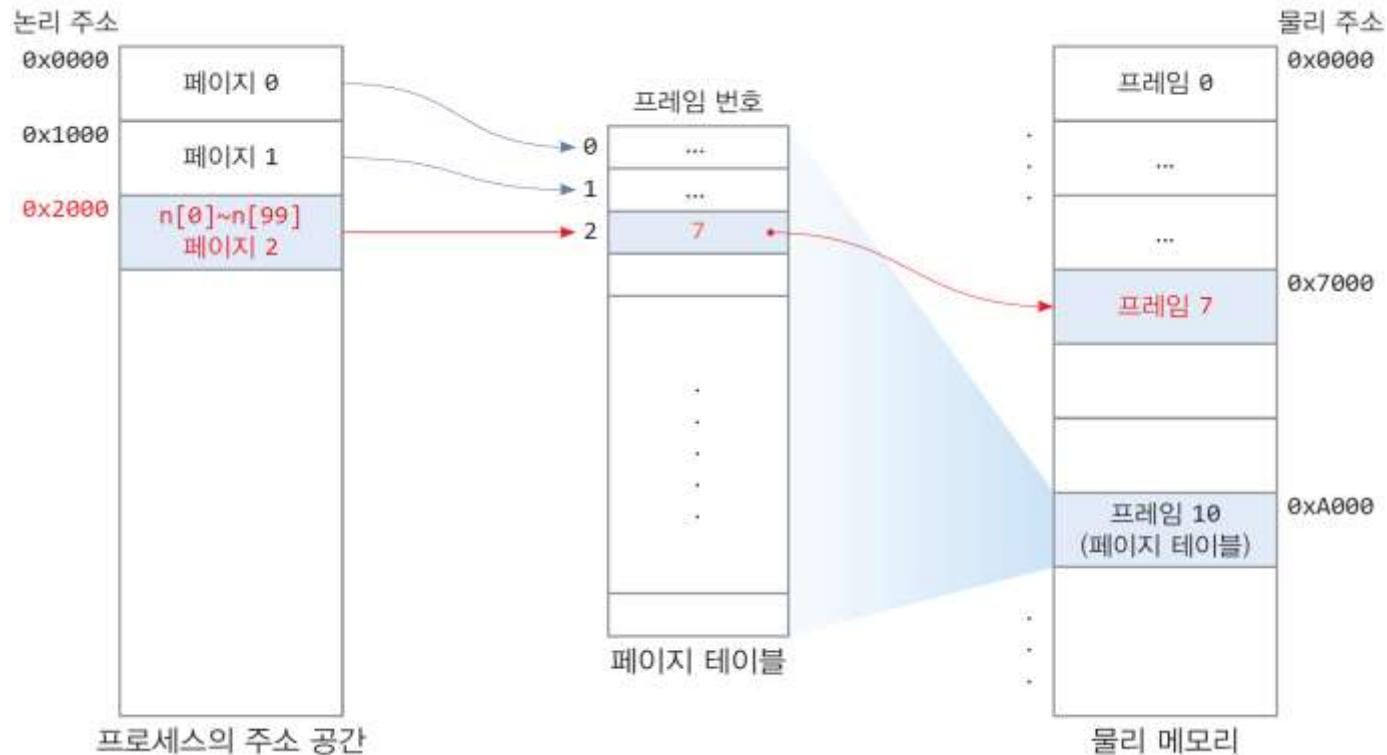 논리 주소
0x0000
페이지 0
0x1000
페이지 1
0x2000
n[0]~n[99]
페이지 2
프로세스의 주소 공간
프레임 번호
0
...
1
...
2
7
페이지 테이블
물리 주소
0x0000
프레임 0
...
...
0x7000
프레임 7
0xA000
프레임 10
(페이지 테이블)
물리 메모리